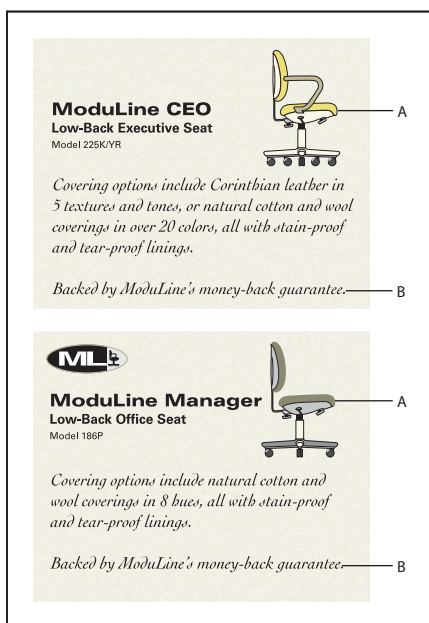 ModuLine CEO
Low-Back Executive Seat
Model 225K/YR
A
Covering options include Corinthian leather in
5 textures and tones, or natural cotton and wool
coverings in over 20 colors, all with stain-proof
and tear-proof linings.
Backed by ModuLine's money-back guarantee.
B
ML
ModuLine Manager
Low-Back Office Seat
Model 186P
A
Covering options include natural cotton and
wool coverings in 8 hues, all with stain-proof
and tear-proof linings.
Backed by ModuLine's money-back guarantee.
B